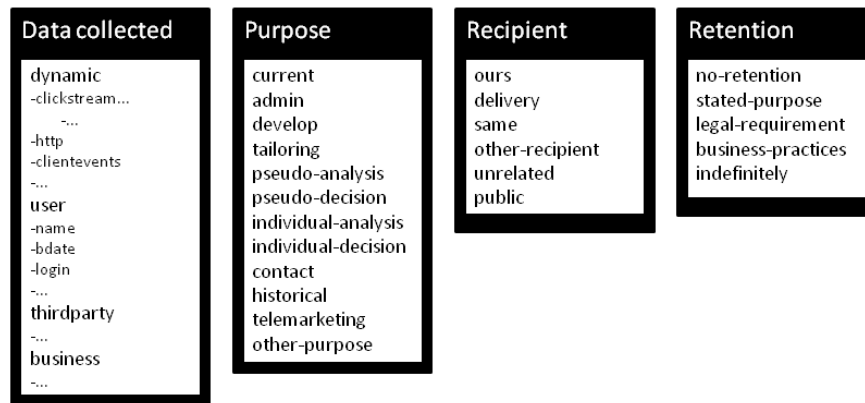 Data collected
dynamic
-clickstream...
-...
-http
-clientevents
-...
user
-name
-bdate
-login
-...
thirdparty
-...
business
-...
Purpose
current
admin
develop
tailoring
pseudo-analysis
pseudo-decision
individual-analysis
individual-decision
contact
historical
telemarketing
other-purpose
Recipient
ours
delivery
same
other-recipient
unrelated
public
Retention
no-retention
stated-purpose
legal-requirement
business-practices
indefinitely